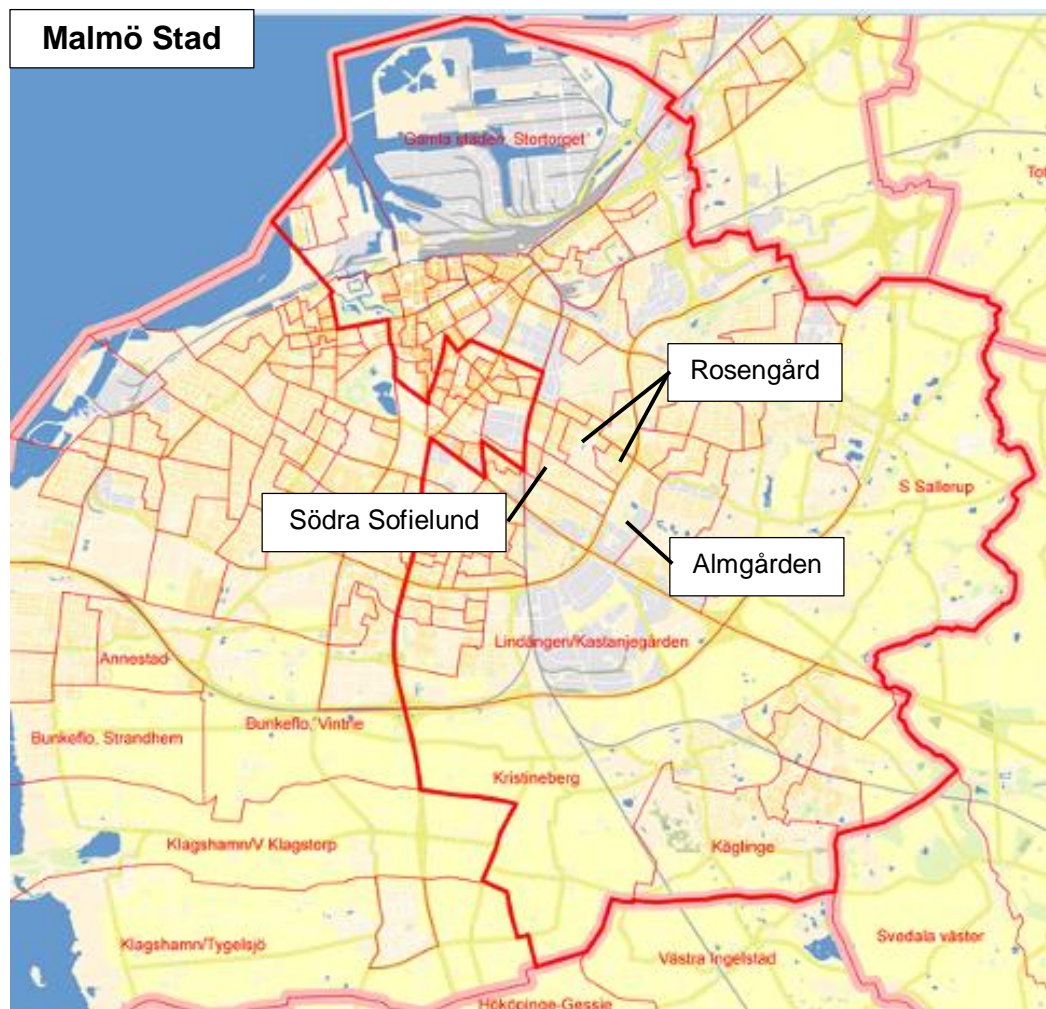 Malmö Stad
"Gamla staden, Stortorget"
Rosengård
S Sallerup
Södra Sofielund
Almgården
Lindängen/Kastanjegården
Annestad
Bunkeflo, Vintrie
Bunkeflo, Strandhem
Kristineberg
Klagshamn/V Klagstorp
Käglinge
Klagshamn/Tygelsjö
Svedala väster
Västra Ingelstad
Hököpinge-Gessie